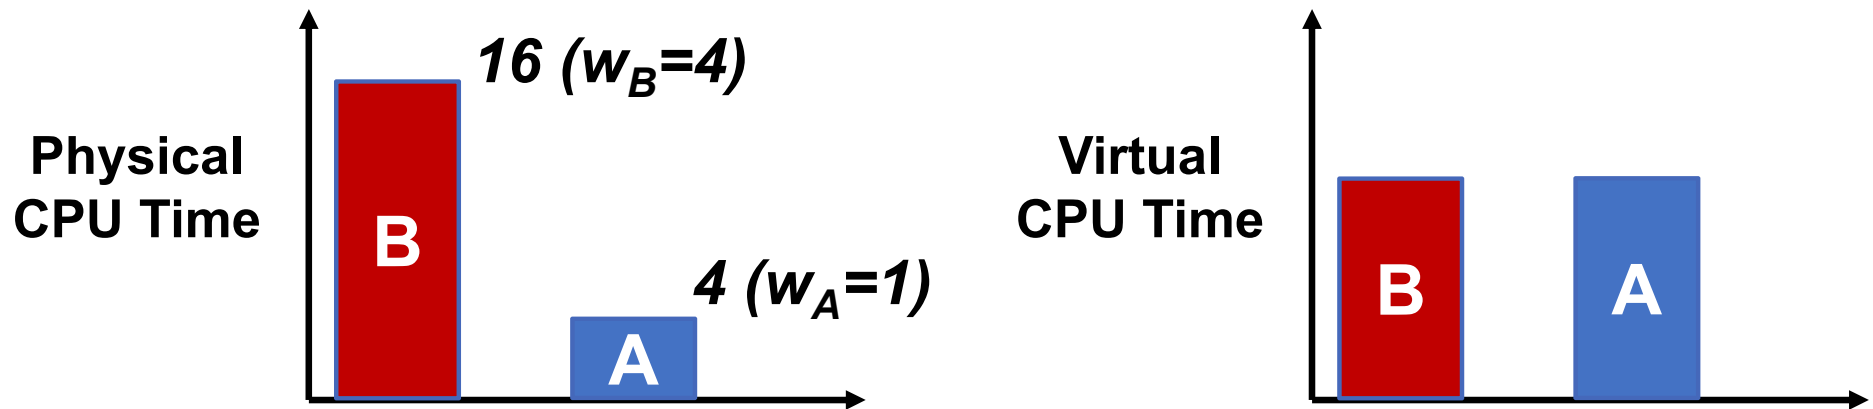 Physical
CPU Time
16 (wB=4)
B
4 (wA=1)
A
Virtual
CPU Time
B
A